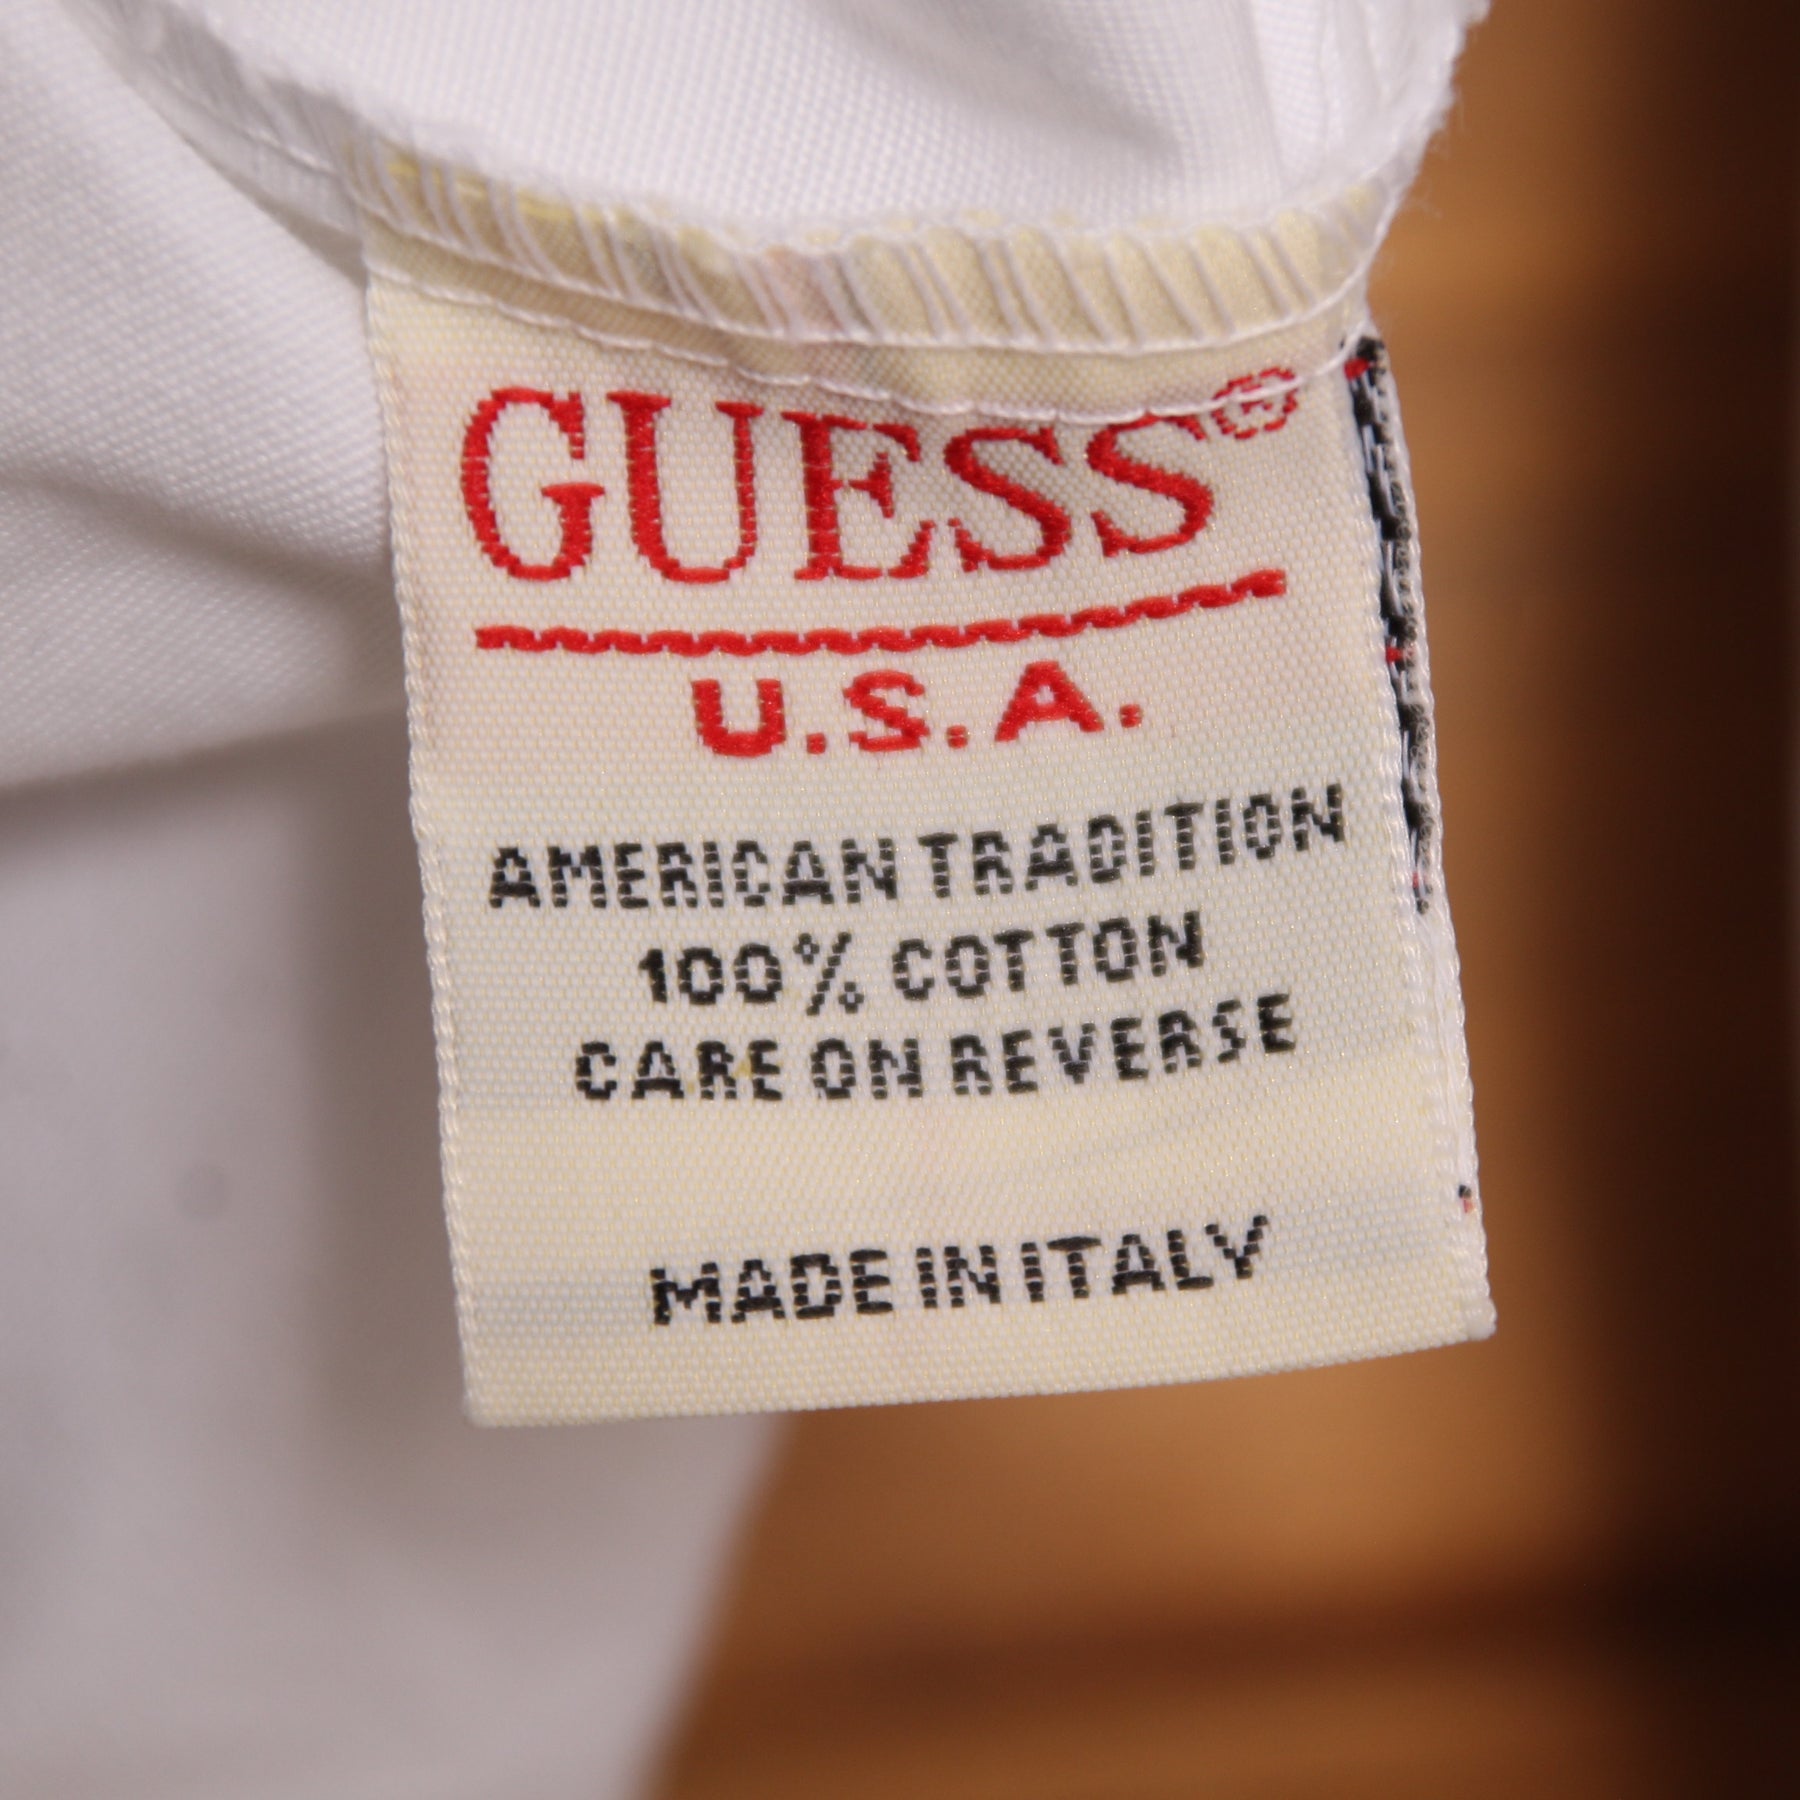 GUESS®
U.S.A.
AMERICAN TRADITION
100% COTTON
CARE ON REVERSE
MADE IN ITALY